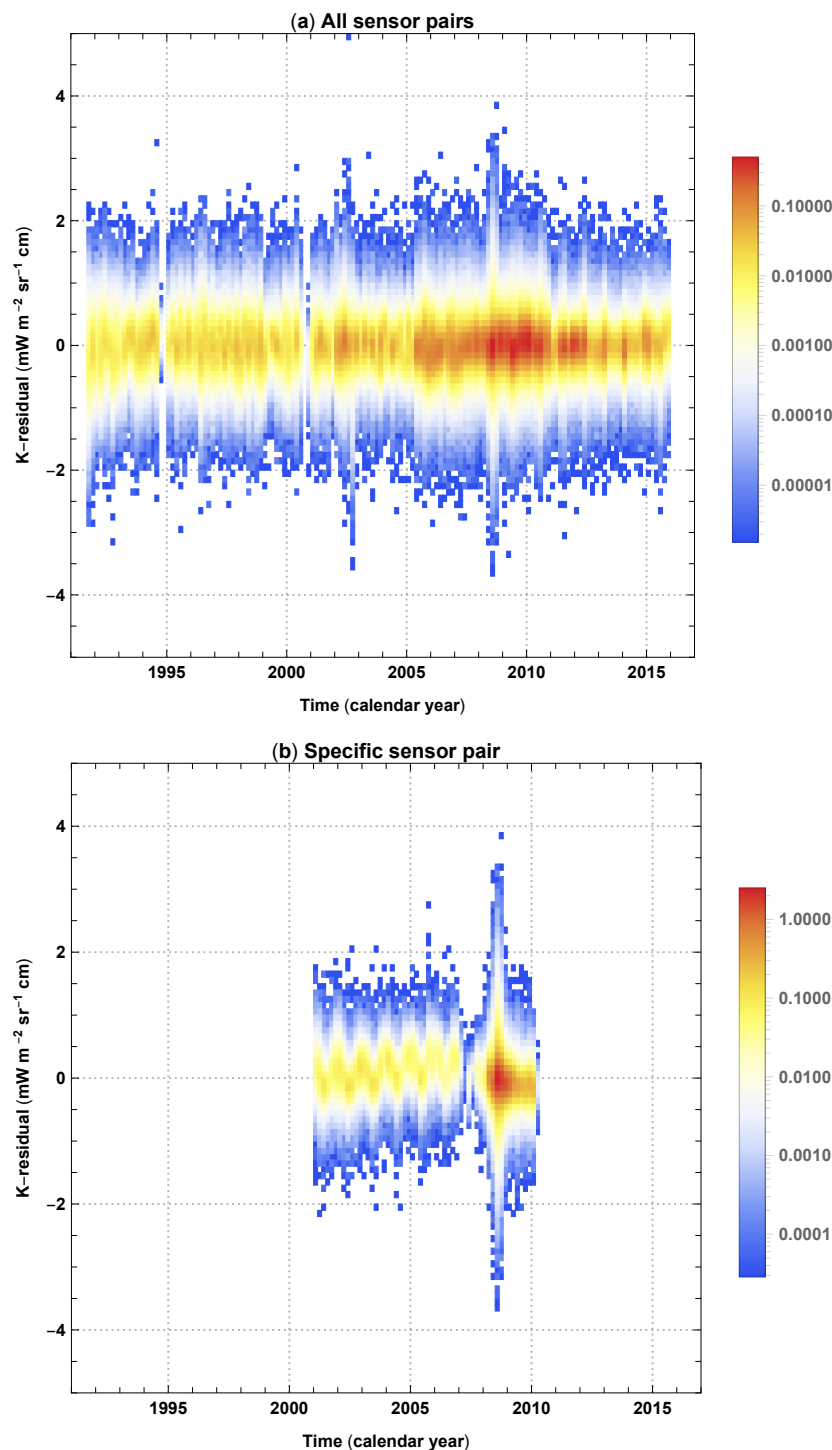 (a) All sensor pairs
K−residual (mW m−2 sr−1 cm)
4
2
0
−2
−4
1995 2000 2005 2010 2015
Time (calendar year)
0.10000
0.01000
0.00100
0.00010
0.00001
(b) Specific sensor pair
K−residual (mW m−2 sr−1 cm)
4
2
0
−2
−4
1995 2000 2005 2010 2015
Time (calendar year)
1.0000
0.1000
0.0100
0.0010
0.0001